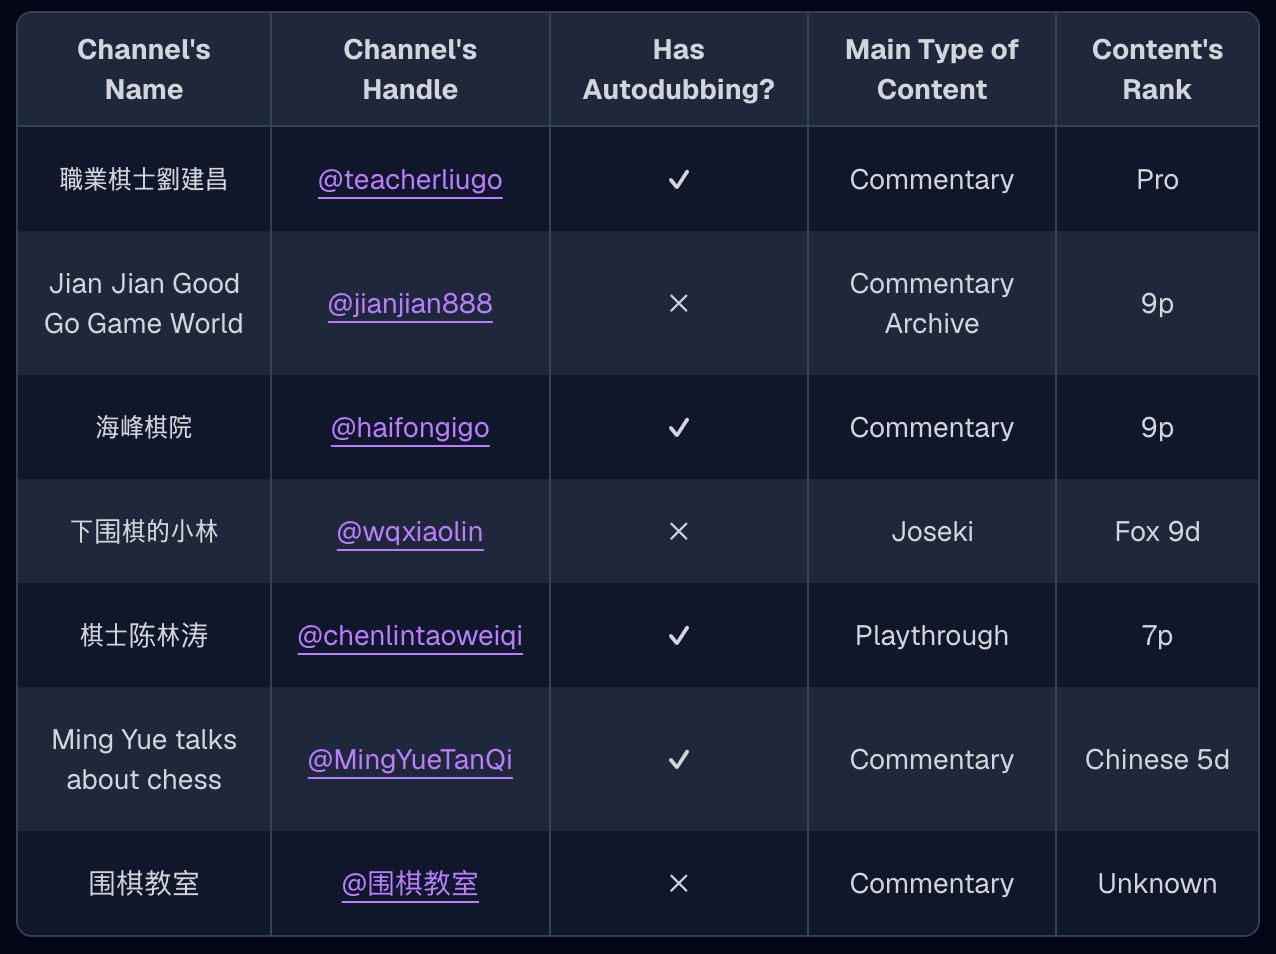 Channel's Name Channel's Handle Has Autodubbing? Main Type of Content Content's Rank
職業棋士劉建昌 @teacherliugo ✓ Commentary Pro
Jian Jian Good Go Game World @jianjian888 × Commentary Archive 9p
海峰棋院 @haifongigo ✓ Commentary 9p
下围棋的小林 @wqxiaolin × Joseki Fox 9d
棋士陈林涛 @chenlintaoweiqi ✓ Playthrough 7p
Ming Yue talks about chess @MingYueTanQi ✓ Commentary Chinese 5d
围棋教室 @围棋教室 × Commentary Unknown